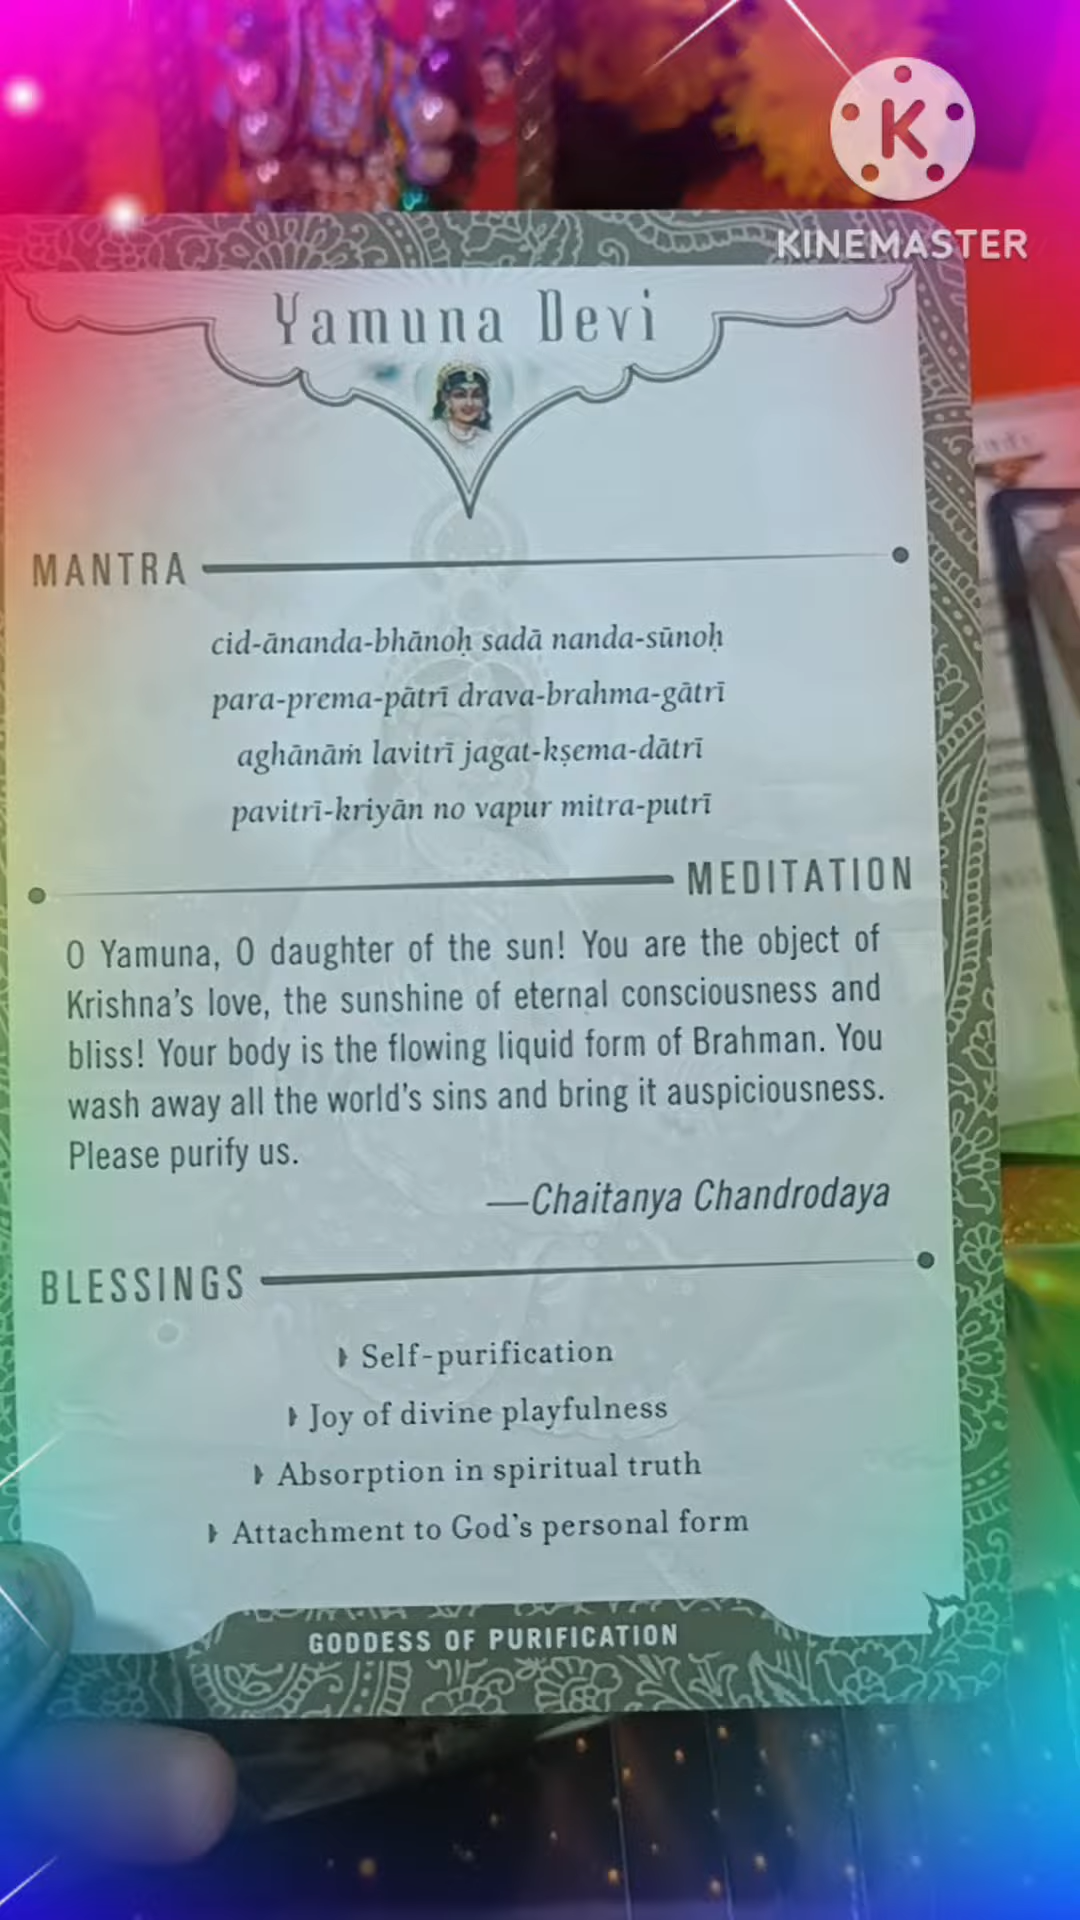 K
KINEMASTER
Yamuna Devi
MANTRA
cid-ānanda-bhānoḥ sadā nanda-sūnoḥ
para-prema-pātrī drava-brahma-gātrī
aghānāṁ lavitrī jagat-kṣema-dātrī
pavitrī-kriyān no vapur mitra-putrī
MEDITATION
O Yamuna, O daughter of the sun! You are the object of
Krishna's love, the sunshine of eternal consciousness and
bliss! Your body is the flowing liquid form of Brahman. You
wash away all the world's sins and bring it auspiciousness.
Please purify us.
—Chaitanya Chandrodaya
BLESSINGS
Self-purification
Joy of divine playfulness
Absorption in spiritual truth
Attachment to God's personal form
GODDESS OF PURIFICATION